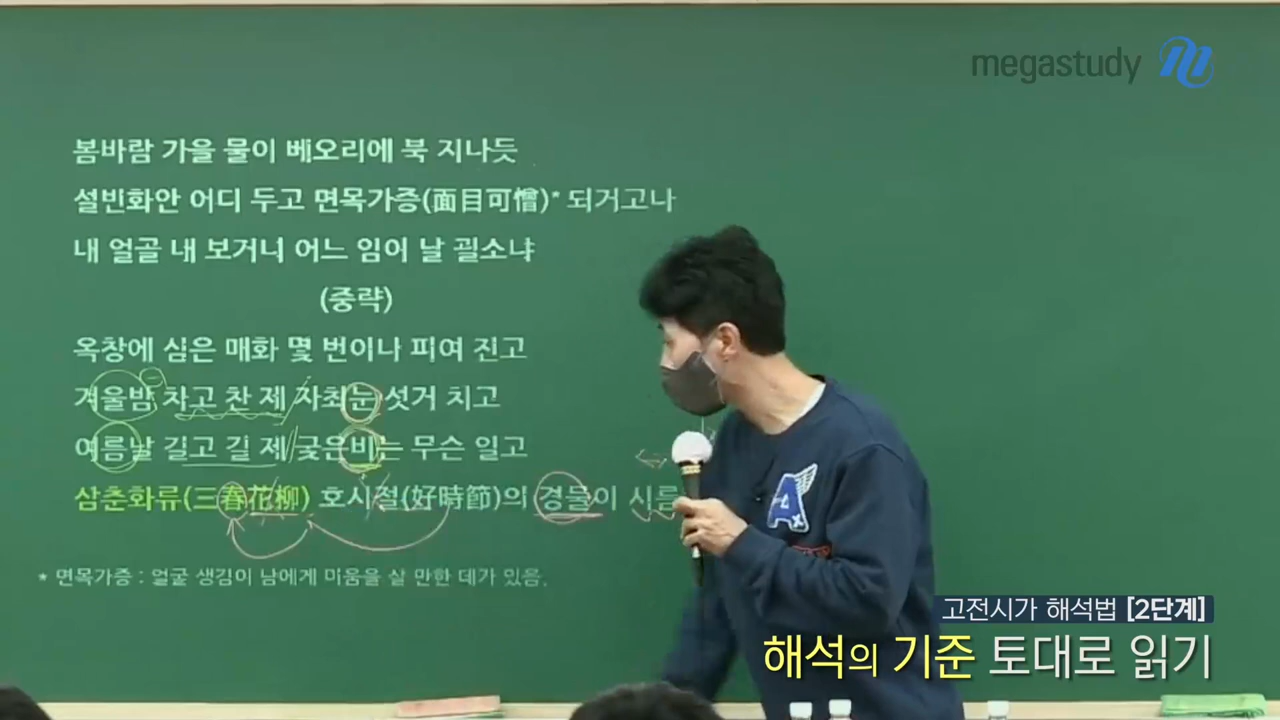 megastudy
봄바람 가을 물이 베오리에 북 지나듯
설빈화안 어디 두고 면목가증(面目可憎)* 되거고나
내 얼골 내 보거니 어느 임이 날 괼소냐
(중략)
옥창에 심은 매화 몇 번이나 피여 진고
겨울밤 차고 찬 제 자최눈 섯거 치고
여름날 길고 길 제 궂은비는 무슨 일고
삼춘화류(三春花柳) 호시절(好時節)의 경물이 시름
* 면목가증 : 얼굴 생김이 남에게 미움을 살 만한 데가 있음.
A
고전시가 해석법 [2단계]
해석의 기준 토대로 읽기